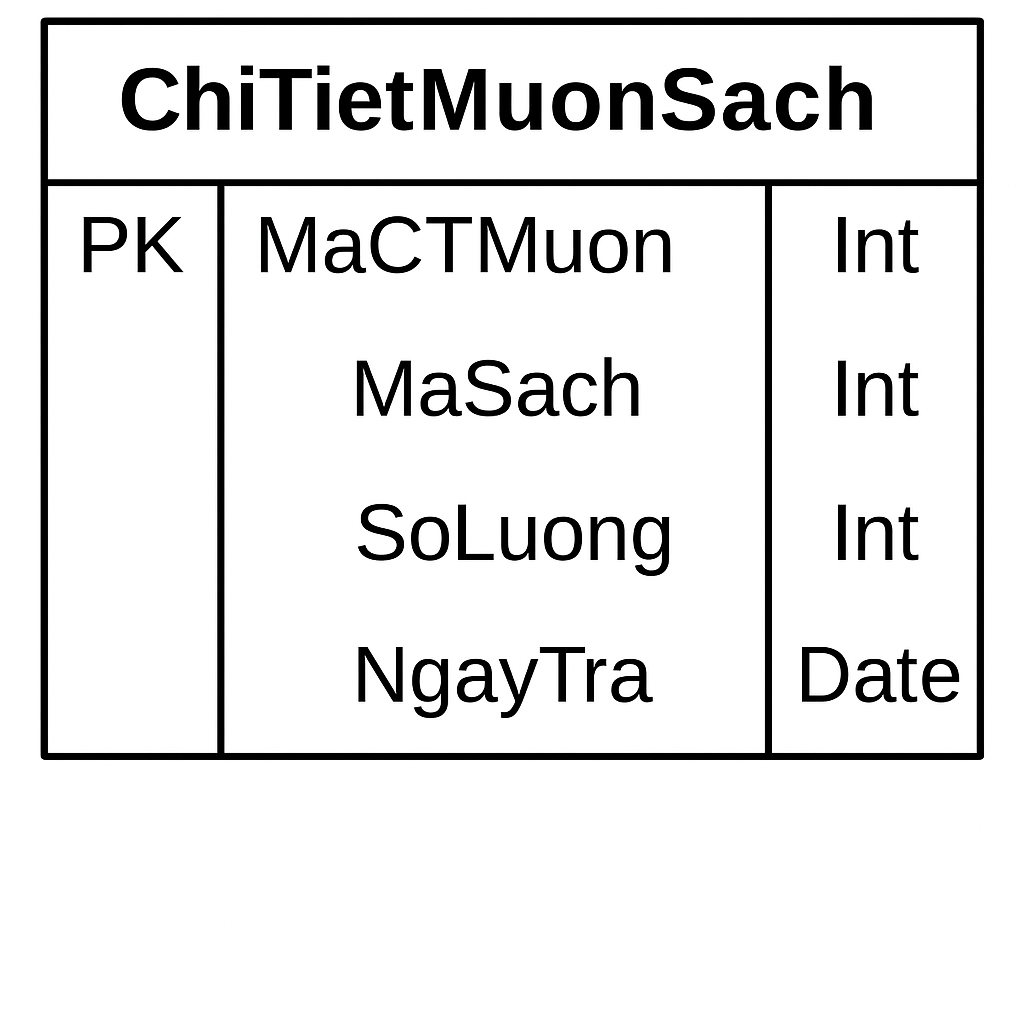 ChiTietMuonSach
PK MaCTMuon Int
MaSach Int
SoLuong Int
NgayTra Date